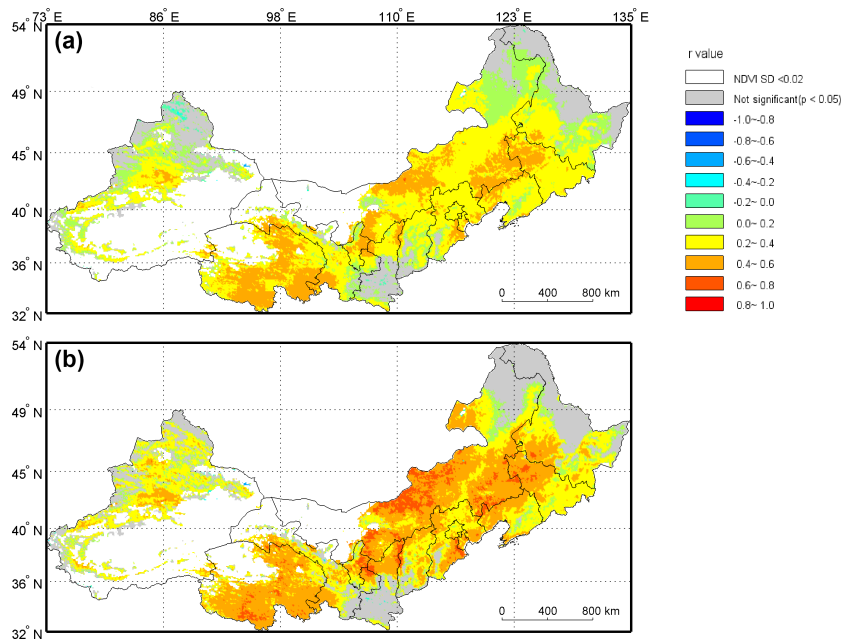 73° E 86° E 98° E 110° E 123° E 135° E
54° N
(a)
49° N
45° N
40° N
36° N
32° N
0 400 800 km
r value
NDVI SD <0.02
Not significant(p < 0.05)
-1.0~-0.8
-0.8~-0.6
-0.6~-0.4
-0.4~-0.2
-0.2~ 0.0
0.0~ 0.2
0.2~ 0.4
0.4~ 0.6
0.6~ 0.8
0.8~ 1.0
54° N
(b)
49° N
45° N
40° N
36° N
32° N
0 400 800 km